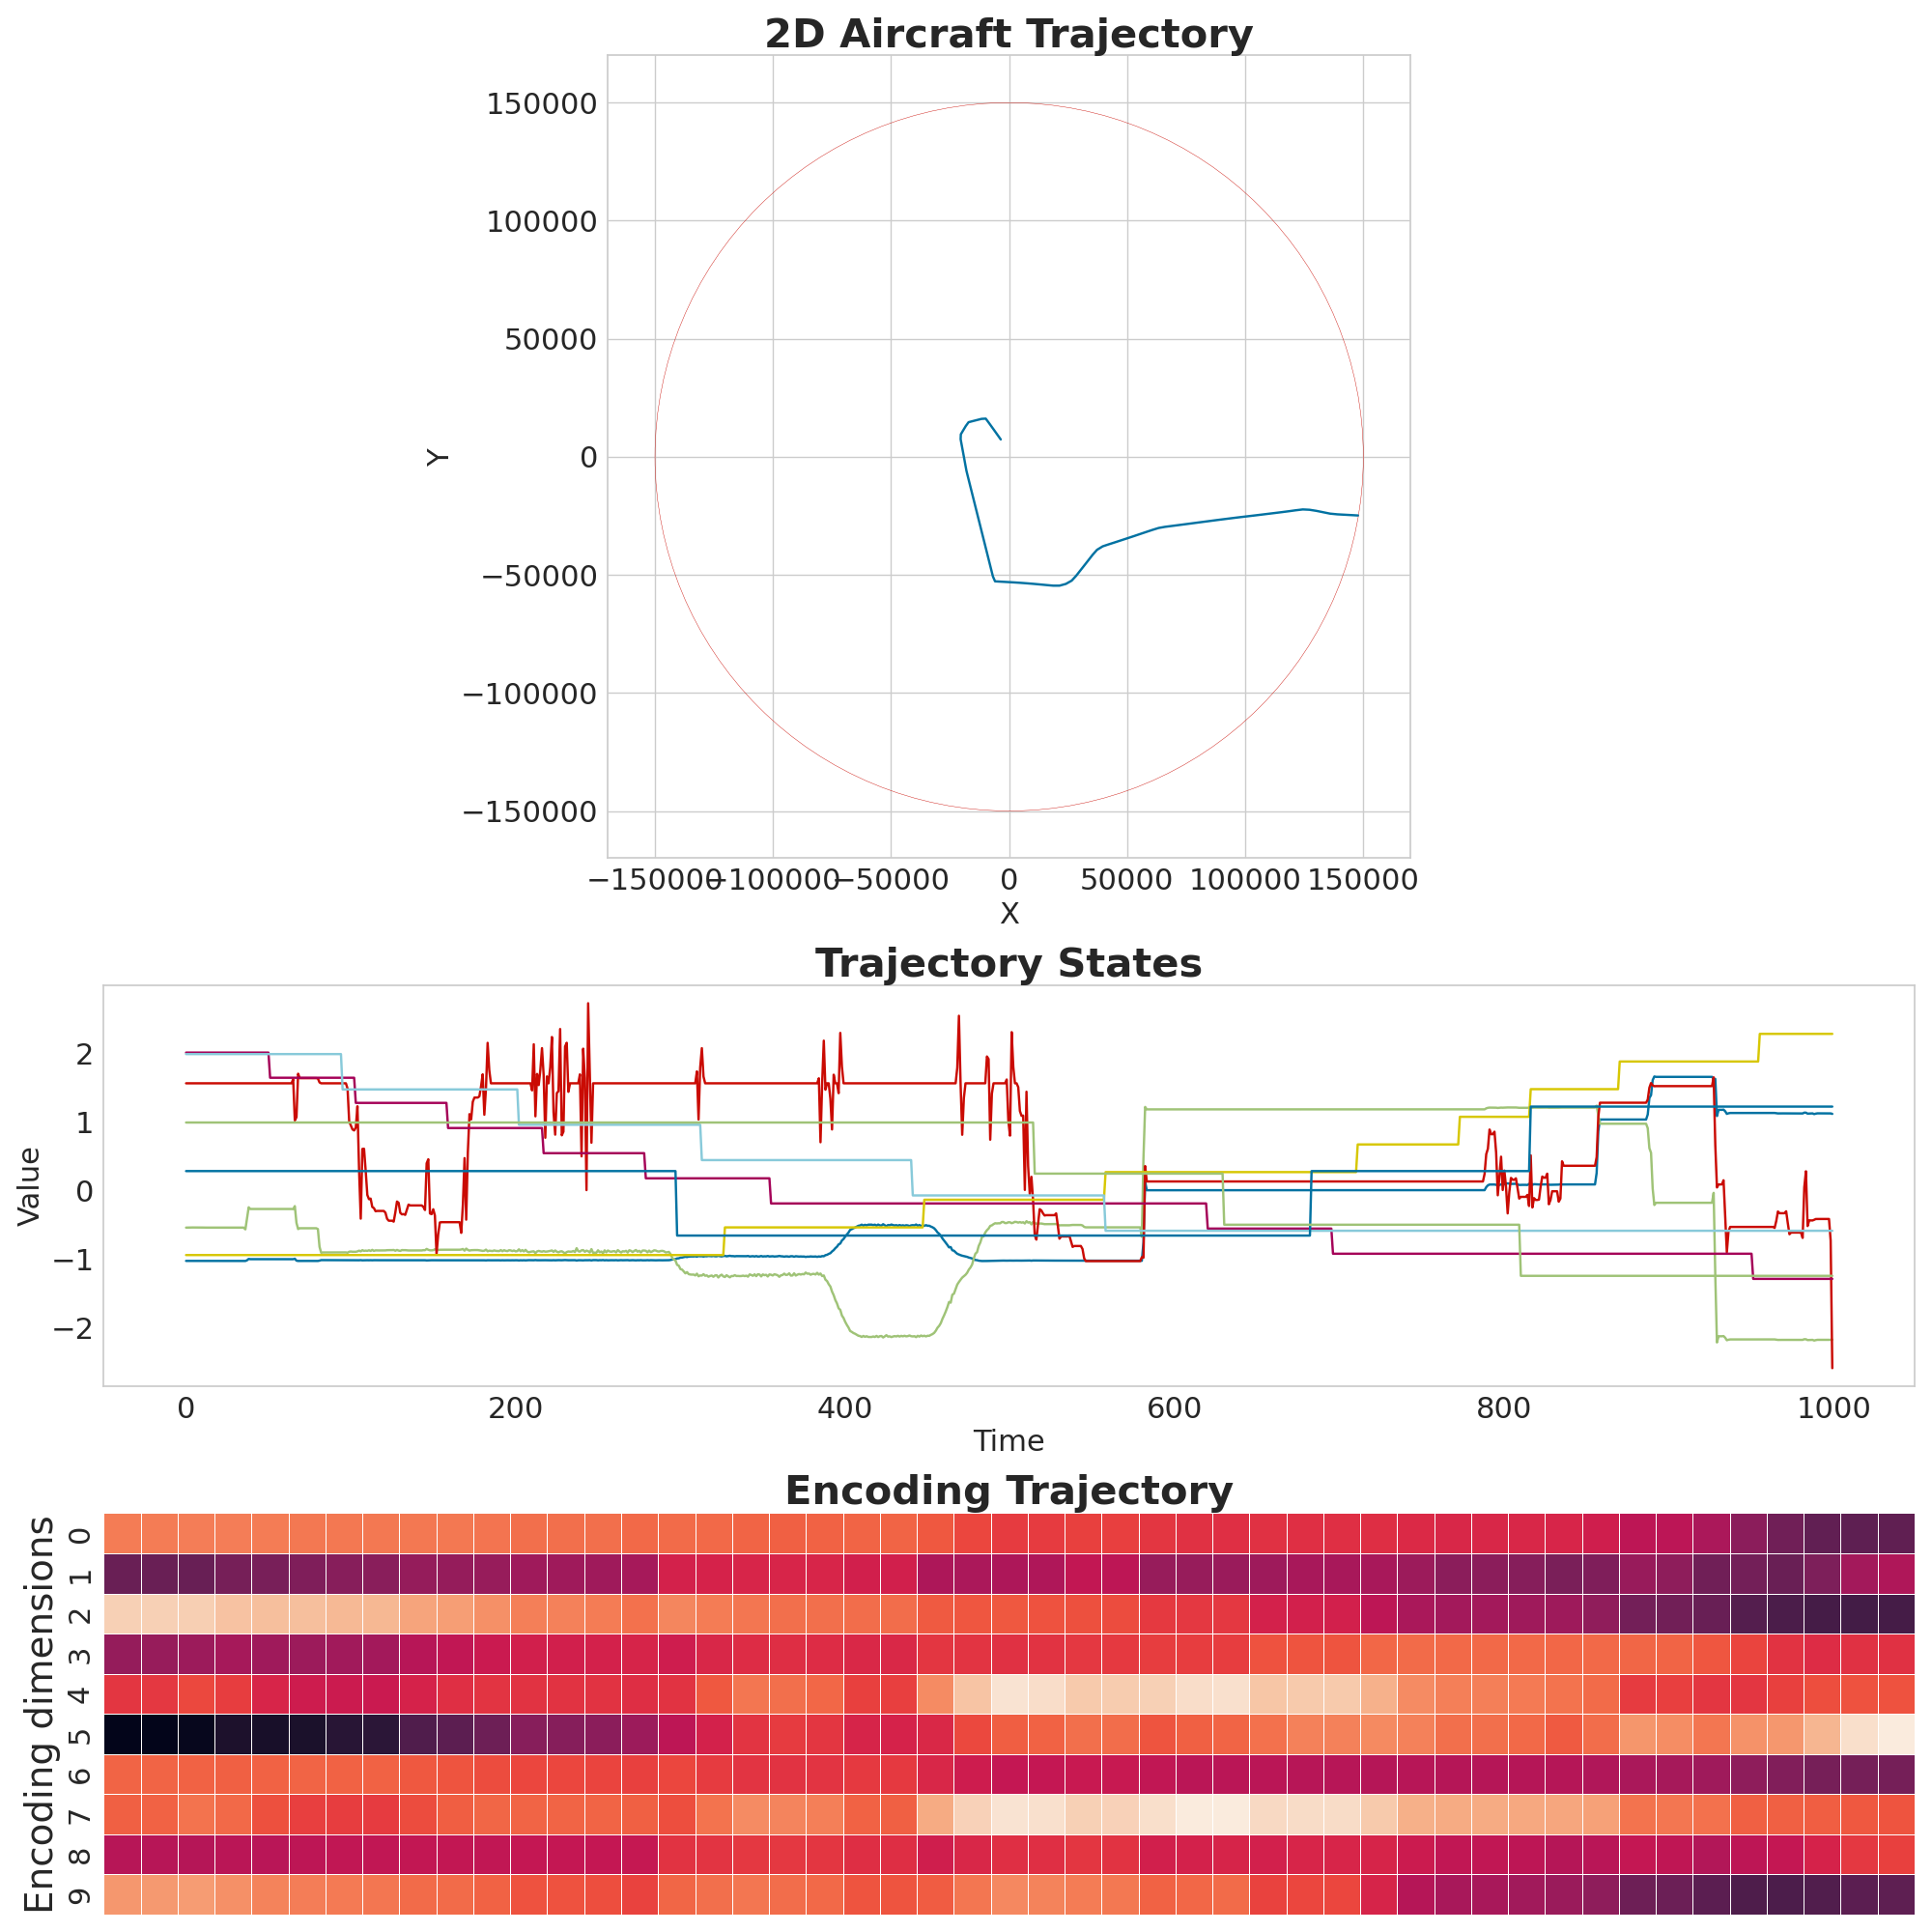 2D Aircraft Trajectory
150000
100000
50000
0
−50000
−100000
−150000
Y
−150000 −100000 −50000 0 50000 100000 150000
X
Trajectory States
2
1
0
−1
−2
Value
0 200 400 600 800 1000
Time
Encoding Trajectory
Encoding dimensions
0
1
2
3
4
5
6
7
8
9